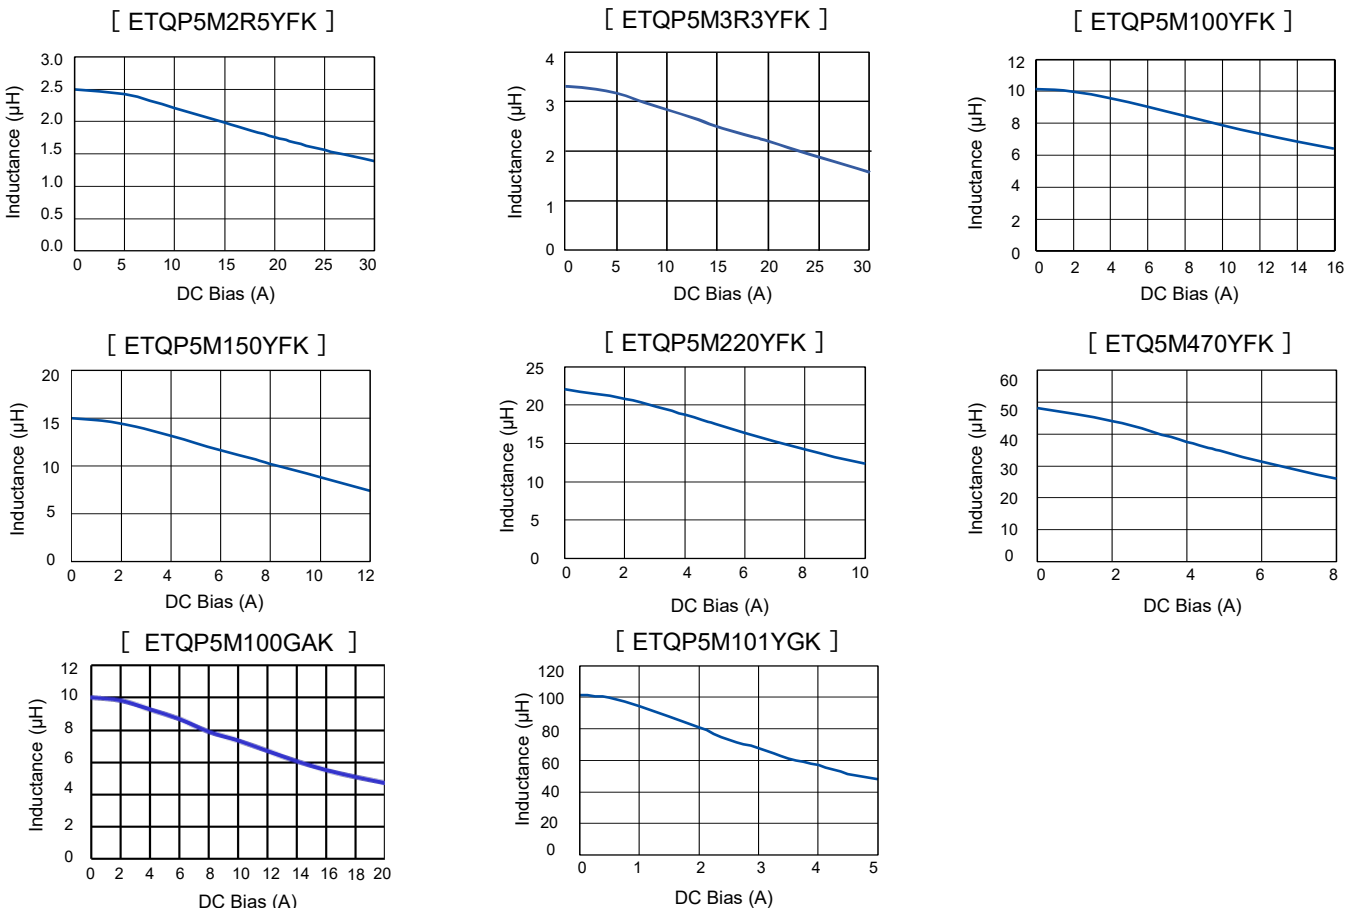 [ ETQP5M2R5YFK ]
3.0
2.5
2.0
1.5
1.0
0.5
0.0
Inductance (μH)
0 5 10 15 20 25 30
DC Bias (A)
[ ETQP5M3R3YFK ]
4
3
2
1
0
Inductance (μH)
0 5 10 15 20 25 30
DC Bias (A)
[ ETQP5M100YFK ]
12
10
8
6
4
2
0
Inductance (μH)
0 2 4 6 8 10 12 14 16
DC Bias (A)
[ ETQP5M150YFK ]
20
15
10
5
0
Inductance (μH)
0 2 4 6 8 10 12
DC Bias (A)
[ ETQP5M220YFK ]
25
20
15
10
5
0
Inductance (μH)
0 2 4 6 8 10
DC Bias (A)
[ ETQ5M470YFK ]
60
50
40
30
20
10
0
Inductance (μH)
0 2 4 6 8
DC Bias (A)
[ ETQP5M100GAK ]
12
10
8
6
4
2
0
Inductance (μH)
0 2 4 6 8 10 12 14 16 18 20
DC Bias (A)
[ ETQP5M101YGK ]
120
100
80
60
40
20
0
Inductance (μH)
0 1 2 3 4 5
DC Bias (A)